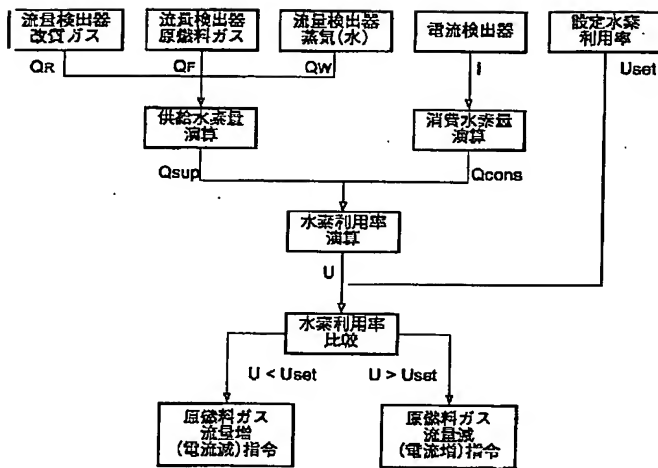 流量検出器
改質ガス
流量検出器
原燃料ガス
流量検出器
蒸気(水)
電流検出器
設定水素
利用率
QR
QF
QW
I
Uset
供給水素量
演算
消費水素量
演算
Qsup
Qcons
水素利用率
演算
U
水素利用率
比較
U < Uset
U > Uset
原燃料ガス
流量増
(電流減)指令
原燃料ガス
流量減
(電流増)指令